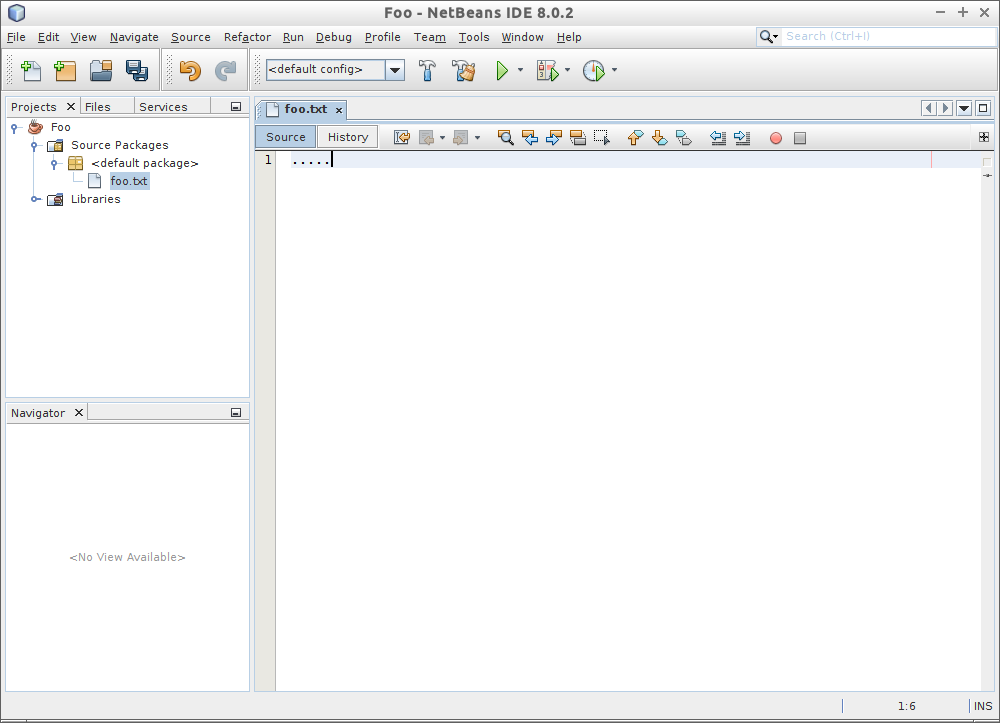 Foo - NetBeans IDE 8.0.2
File Edit View Navigate Source Refactor Run Debug Profile Team Tools Window Help
Search (Ctrl+I)
<default config>
Projects Files Services
foo.txt
Foo
Source History
Source Packages
<default package>
1 .....
foo.txt
Libraries
Navigator
<No View Available>
1:6 INS